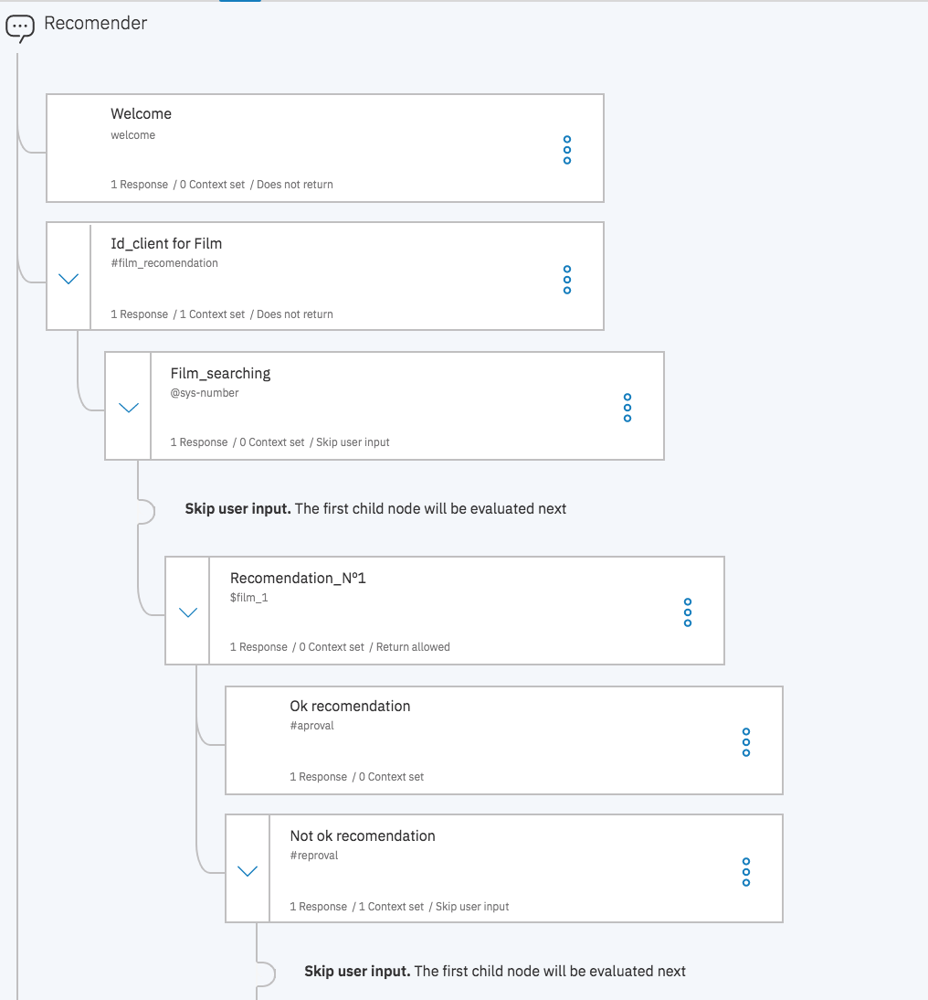 Recomender
Welcome
welcome
1 Response / 0 Context set / Does not return
Id_client for Film
#film_recomendation
1 Response / 1 Context set / Does not return
Film_searching
@sys-number
1 Response / 0 Context set / Skip user input
Skip user input. The first child node will be evaluated next
Recomendation_Nº1
$film_1
1 Response / 0 Context set / Return allowed
Ok recomendation
#aproval
1 Response / 0 Context set
Not ok recomendation
#reproval
1 Response / 1 Context set / Skip user input
Skip user input. The first child node will be evaluated next